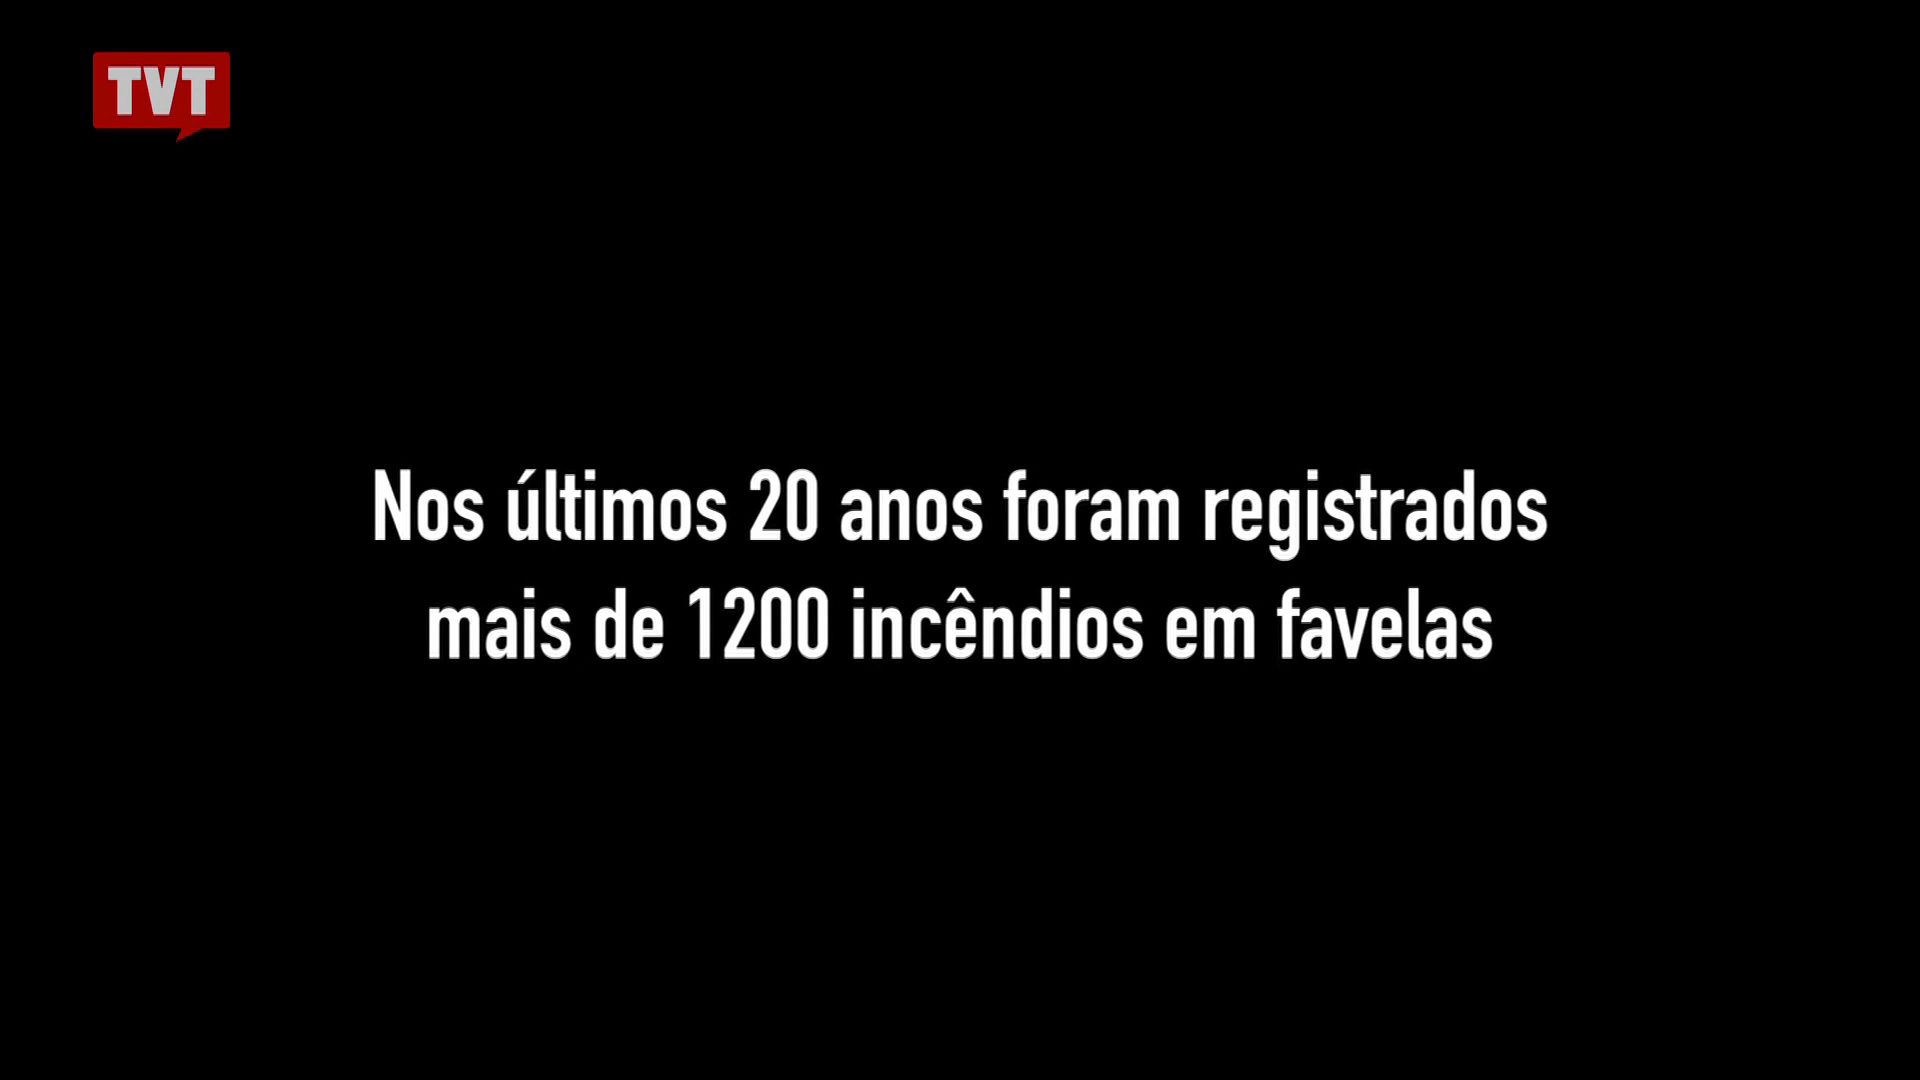 TVT
Nos últimos 20 anos foram registrados
mais de 1200 incêndios em favelas